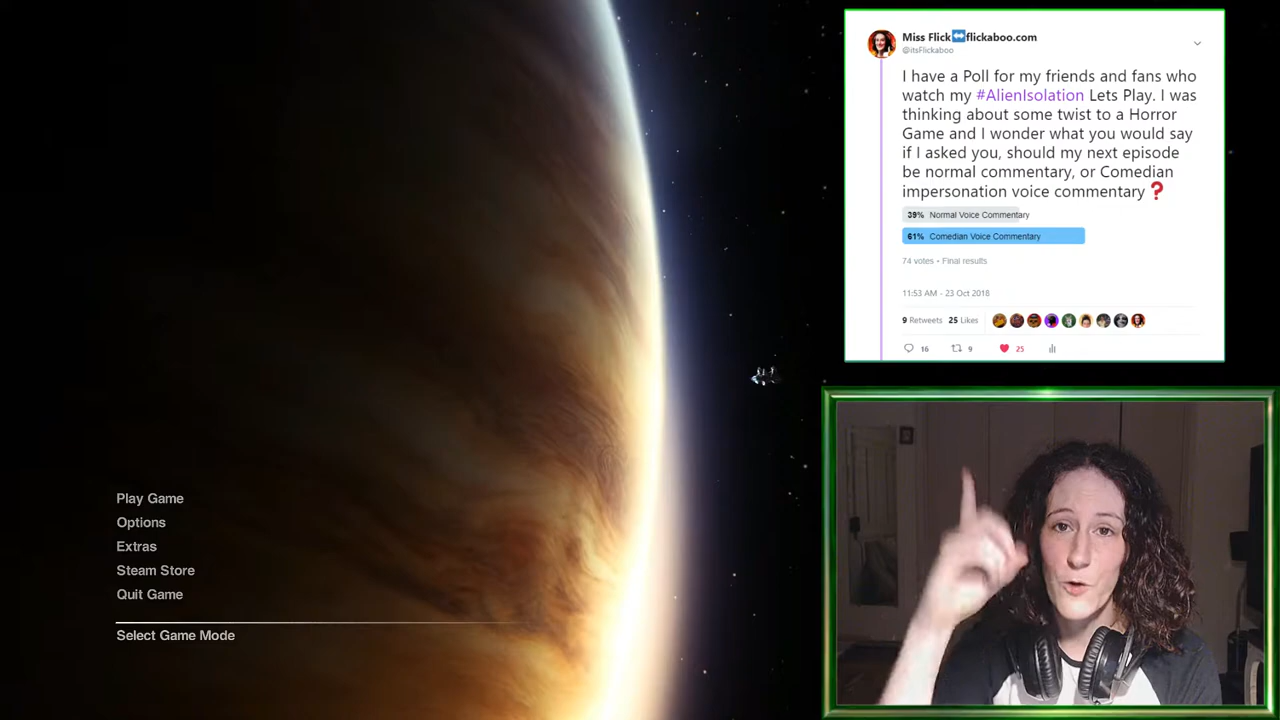 Miss Flick↔flickaboo.com
@itsFlickaboo
I have a Poll for my friends and fans who
watch my #AlienIsolation Lets Play. I was
thinking about some twist to a Horror
Game and I wonder what you would say
if I asked you, should my next episode
be normal commentary, or Comedian
impersonation voice commentary ❓
39% Normal Voice Commentary
61% Comedian Voice Commentary
74 votes • Final results
11:53 AM - 23 Oct 2018
9 Retweets 25 Likes
16 9 25
Play Game
Options
Extras
Steam Store
Quit Game
Select Game Mode